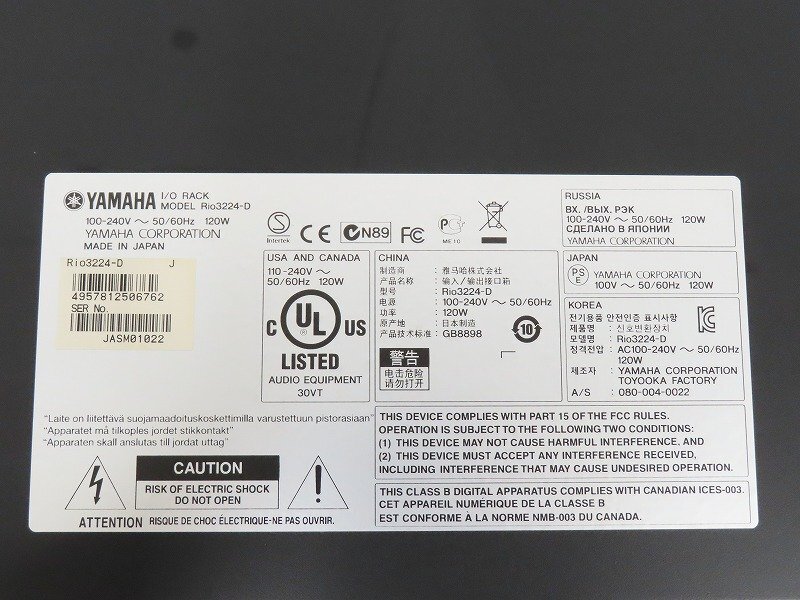 YAMAHA I/O RACK
MODEL Rio3224-D
100-240V ～ 50/60Hz 120W
YAMAHA CORPORATION
MADE IN JAPAN
Rio3224-D J
4957812506762
SER No.
JASM01022
S
Intertek
CE
N89
FC
PC
ME10
RUSSIA
ВХ. /ВЫХ. РЭК
100-240V ～ 50/60Hz 120W
СДЕЛАНО В ЯПОНИИ
YAMAHA CORPORATION
USA AND CANADA
110-240V ～
50/60Hz 120W
C UL US
LISTED
AUDIO EQUIPMENT
30VT
CHINA
制造商 : 雅马哈株式会社
产品名称 : 输入/输出接口箱
型号 : Rio3224-D
电源 : 100-240V ～ 50/60Hz
功率 : 120W
原产地 : 日本制造
产品技术标准 : GB8898
10
警告
电击危险
请勿打开
JAPAN
PSE
YAMAHA CORPORATION
100V ～ 50/60Hz 120W
KOREA
전기용품 안전인증 표시사항
제품명 : 신호변환장치
모델명 : Rio3224-D
정격전압 : AC100-240V ～ 50/60Hz
120W
제조자 : YAMAHA CORPORATION
TOYOOKA FACTORY
A/S : 080-004-0022
"Laite on liitettävä suojamaadoituskoskettimilla varustettuun pistorasiaan"
"Apparatet må tilkoples jordet stikkontakt"
"Apparaten skall anslutas till jordat uttag"
CAUTION
RISK OF ELECTRIC SHOCK
DO NOT OPEN
ATTENTION RISQUE DE CHOC ÉLECTRIQUE-NE PAS OUVRIR.
THIS DEVICE COMPLIES WITH PART 15 OF THE FCC RULES.
OPERATION IS SUBJECT TO THE FOLLOWING TWO CONDITIONS:
(1) THIS DEVICE MAY NOT CAUSE HARMFUL INTERFERENCE, AND
(2) THIS DEVICE MUST ACCEPT ANY INTERFERENCE RECEIVED,
INCLUDING INTERFERENCE THAT MAY CAUSE UNDESIRED OPERATION.
THIS CLASS B DIGITAL APPARATUS COMPLIES WITH CANADIAN ICES-003.
CET APPAREIL NUMÉRIQUE DE LA CLASSE B
EST CONFORME À LA NORME NMB-003 DU CANADA.